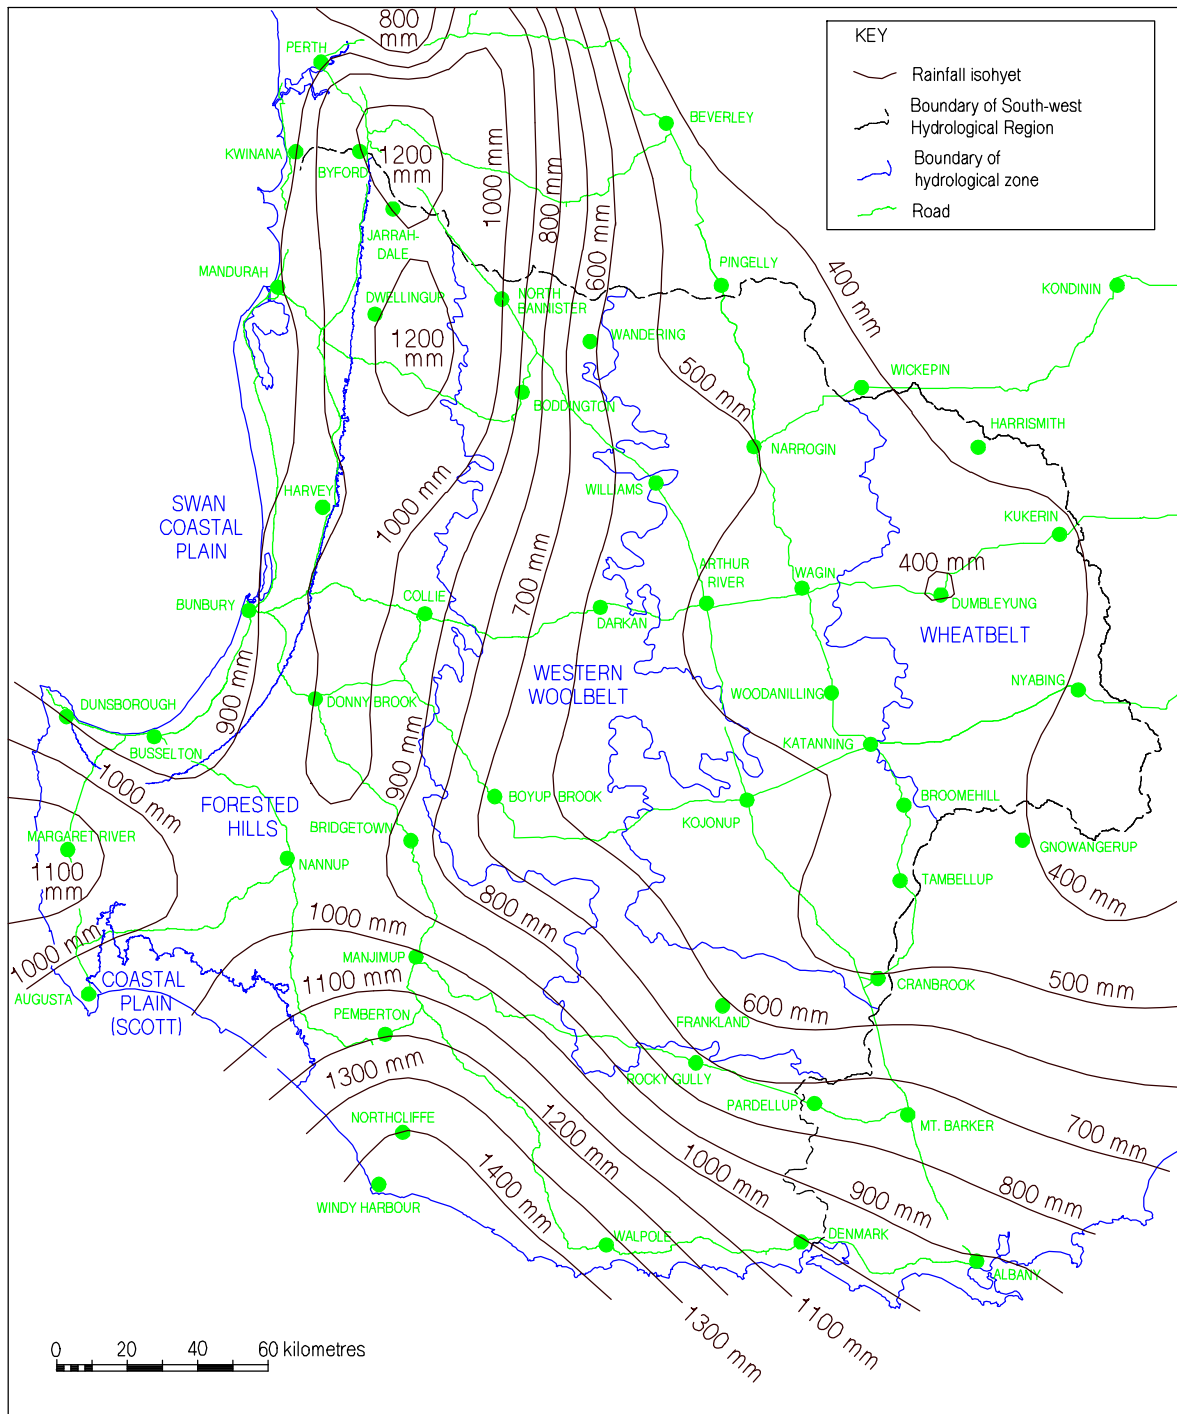 800
mm
PERTH
KEY
Rainfall isohyet
Boundary of South-west
Hydrological Region
Boundary of
hydrological zone
Road
BEVERLEY
KWINANA
BYFORD
1200
mm
1000 mm
800 mm
600 mm
JARRAH-
DALE
MANDURAH
DWELLINGUP
NORTH
BANNISTER
PINGELLY
400 mm
KONDININ
1200
mm
WANDERING
500 mm
WICKEPIN
BODDINGTON
HARRISMITH
NARROGIN
1000 mm
HARVEY
WILLIAMS
SWAN
COASTAL
PLAIN
KUKERIN
700 mm
ARTHUR
RIVER
WAGIN
400 mm
BUNBURY
COLLIE
DARKAN
DUMBLEYUNG
WHEATBELT
WESTERN
WOOLBELT
900 mm
DUNSBOROUGH
DONNY BROOK
WOODANILLING
NYABING
BUSSELTON
KATANNING
900 mm
1000 mm
FORESTED
HILLS
BOYUP BROOK
KOJONUP
BROOMEHILL
MARGARET RIVER
BRIDGETOWN
GNOWANGERUP
1100
mm
NANNUP
TAMBELLUP
400 mm
800 mm
1000 mm
1000 mm
MANJIMUP
COASTAL
PLAIN
(SCOTT)
AUGUSTA
1100 mm
CRANBROOK
500 mm
PEMBERTON
FRANKLAND
600 mm
1300 mm
ROCKY GULLY
NORTHCLIFFE
1200 mm
PARDELLUP
MT. BARKER
700 mm
1400 mm
1000 mm
900 mm
800 mm
WINDY HARBOUR
WALPOLE
DENMARK
ALBANY
1300 mm
1100 mm
0 20 40 60 kilometres